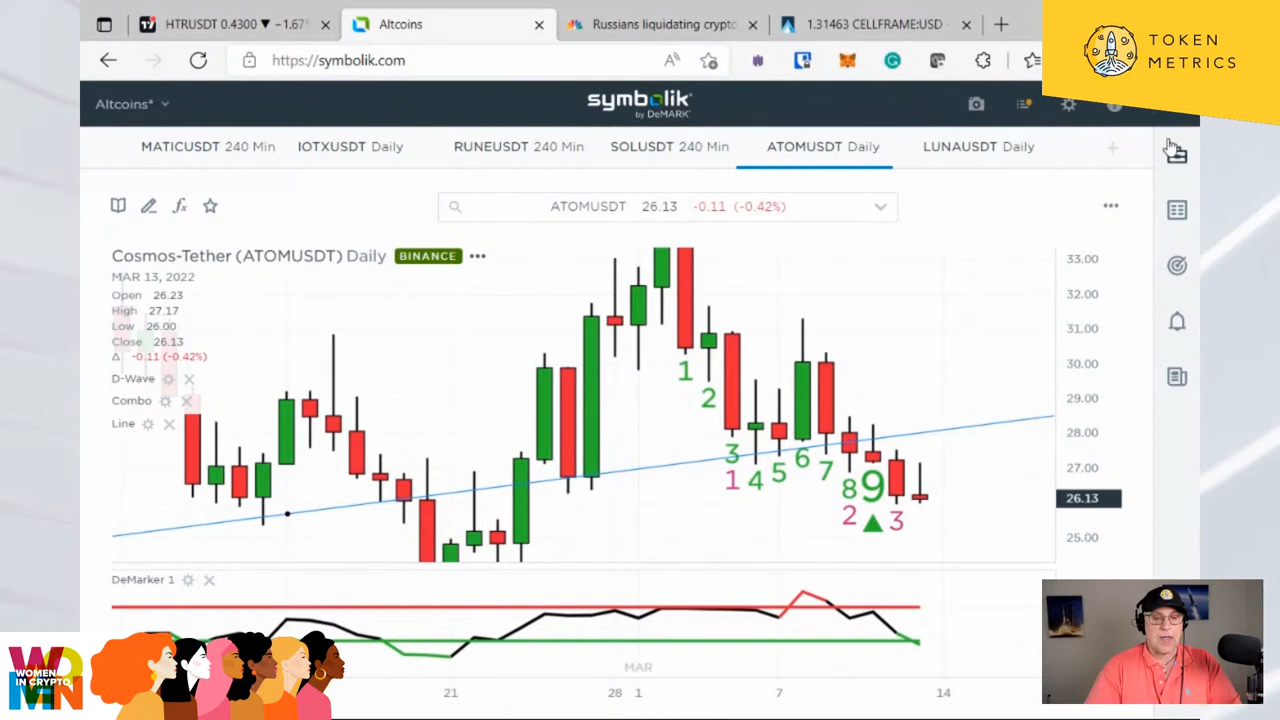 HTRUSDT 0.4300 ▼ −1.67%
Altcoins
Russians liquidating crypto
1.31463 CELLFRAME:USD -
https://symbolik.com
TOKEN
METRICS
Altcoins*
symbolik
by DeMARK
MATICUSDT 240 Min
IOTXUSDT Daily
RUNEUSDT 240 Min
SOLUSDT 240 Min
ATOMUSDT Daily
LUNAUSDT Daily
ATOMUSDT 26.13 -0.11 (-0.42%)
Cosmos-Tether (ATOMUSDT) Daily BINANCE
MAR 13, 2022
Open 26.23
High 27.17
Low 26.00
Close 26.13
Δ -0.11 (-0.42%)
D-Wave
Combo
Line
33.00
32.00
31.00
30.00
29.00
28.00
27.00
26.13
25.00
1
2
3
1
4
5
6
7
8
2
9
3
DeMarker 1
MAR
21
28
1
7
14
WOMEN
WOMEN
IN CRYPTO